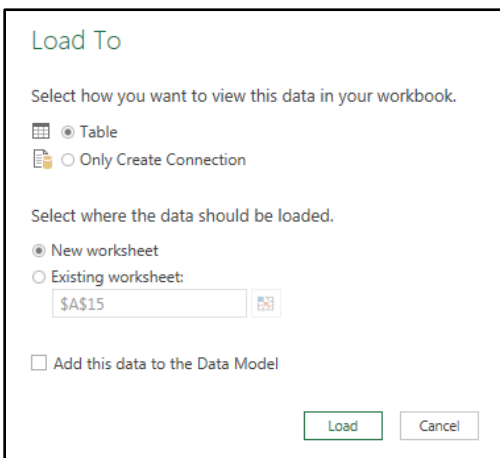 Load To
Select how you want to view this data in your workbook.
Table
Only Create Connection
Select where the data should be loaded.
New worksheet
Existing worksheet:
$A$15
Add this data to the Data Model
Load Cancel